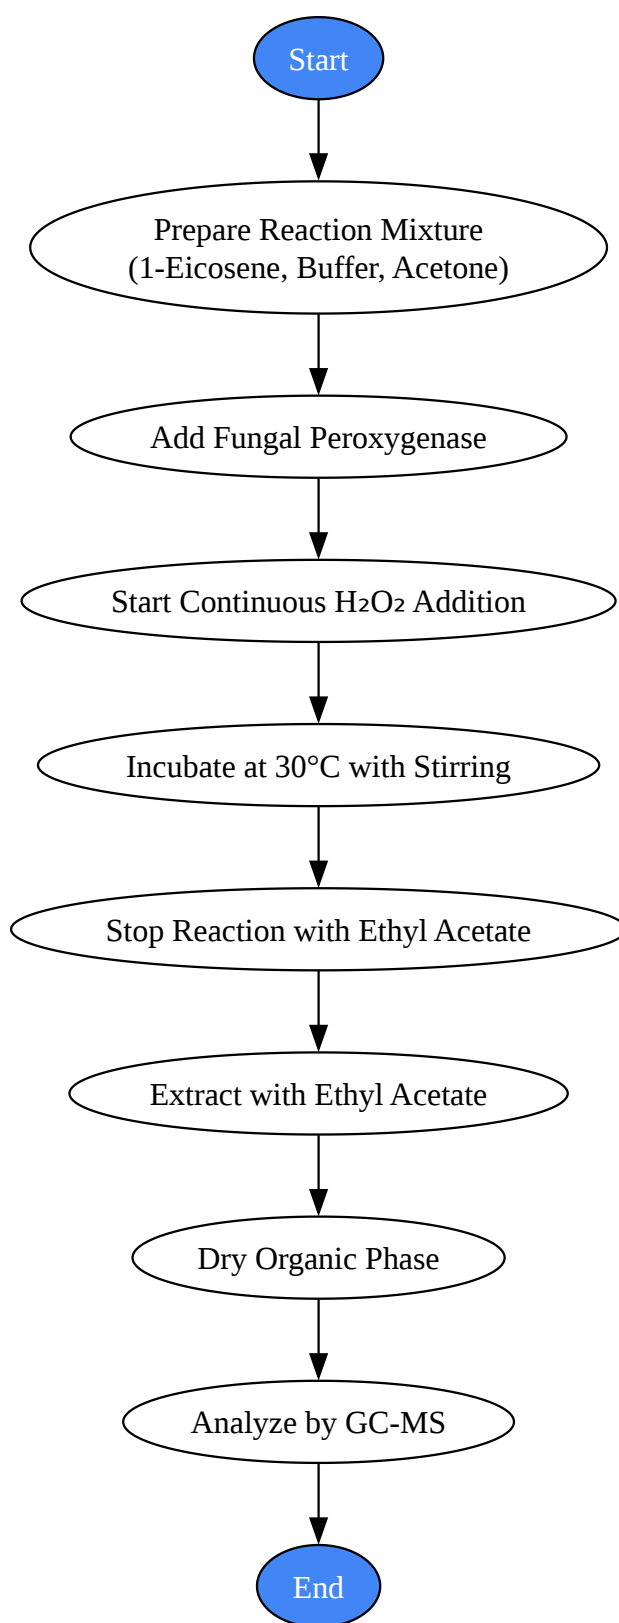 Start
Prepare Reaction Mixture
(1-Eicosene, Buffer, Acetone)
Add Fungal Peroxygenase
Start Continuous H₂O₂ Addition
Incubate at 30°C with Stirring
Stop Reaction with Ethyl Acetate
Extract with Ethyl Acetate
Dry Organic Phase
Analyze by GC-MS
End